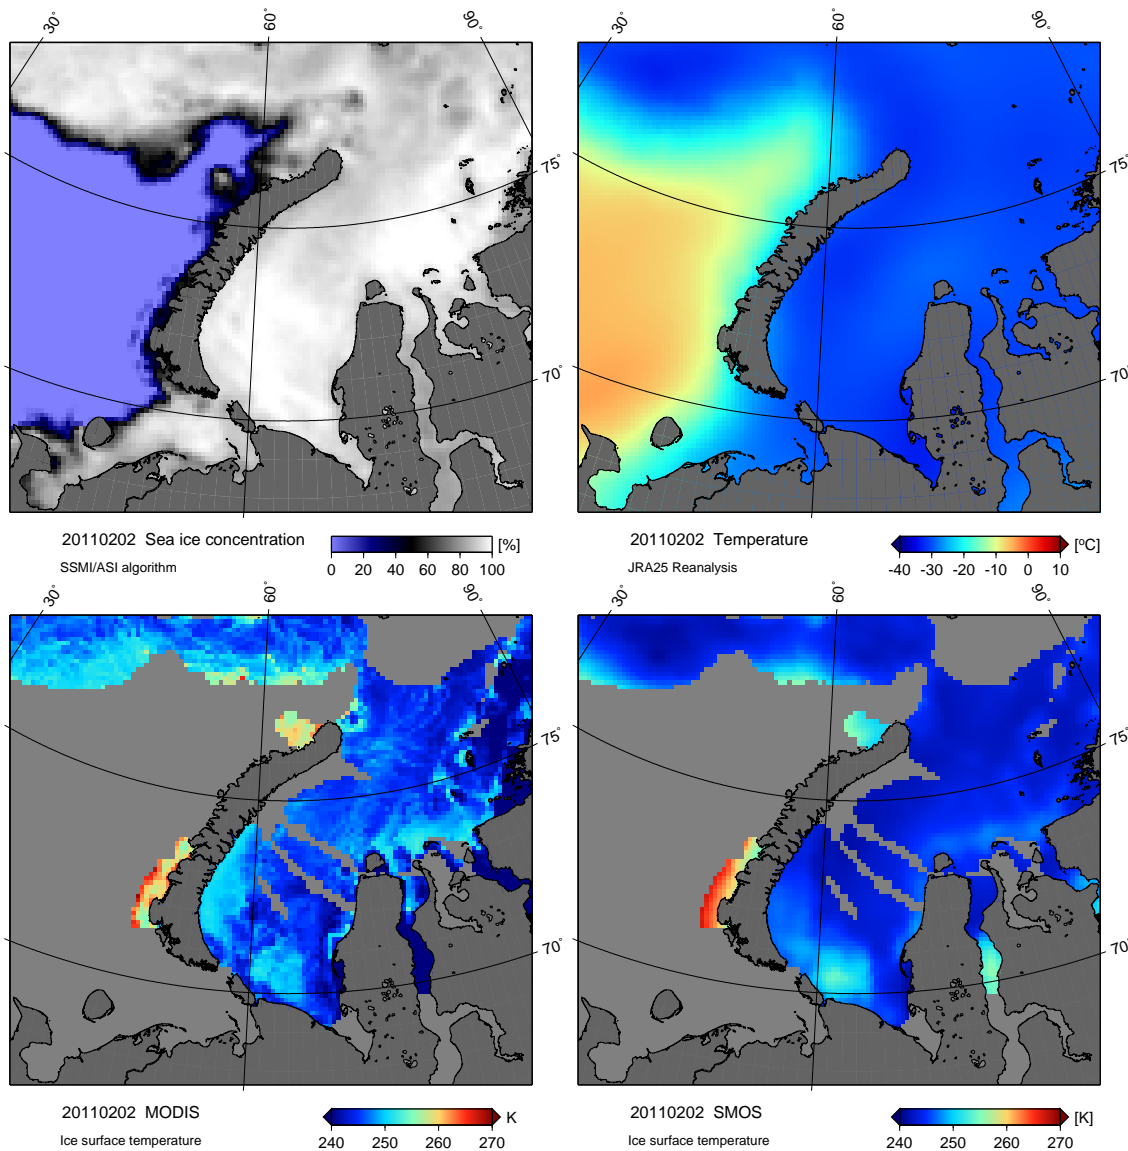 30° 60° 90° 30° 60° 90°
75° 75°
70° 70°
20110202 Sea ice concentration [%] 20110202 Temperature [°C]
SSMI/ASI algorithm 0 20 40 60 80 100 JRA25 Reanalysis -40 -30 -20 -10 0 10
30° 60° 90° 30° 60° 90°
75° 75°
70° 70°
20110202 MODIS K 20110202 SMOS [K]
Ice surface temperature 240 250 260 270 Ice surface temperature 240 250 260 270